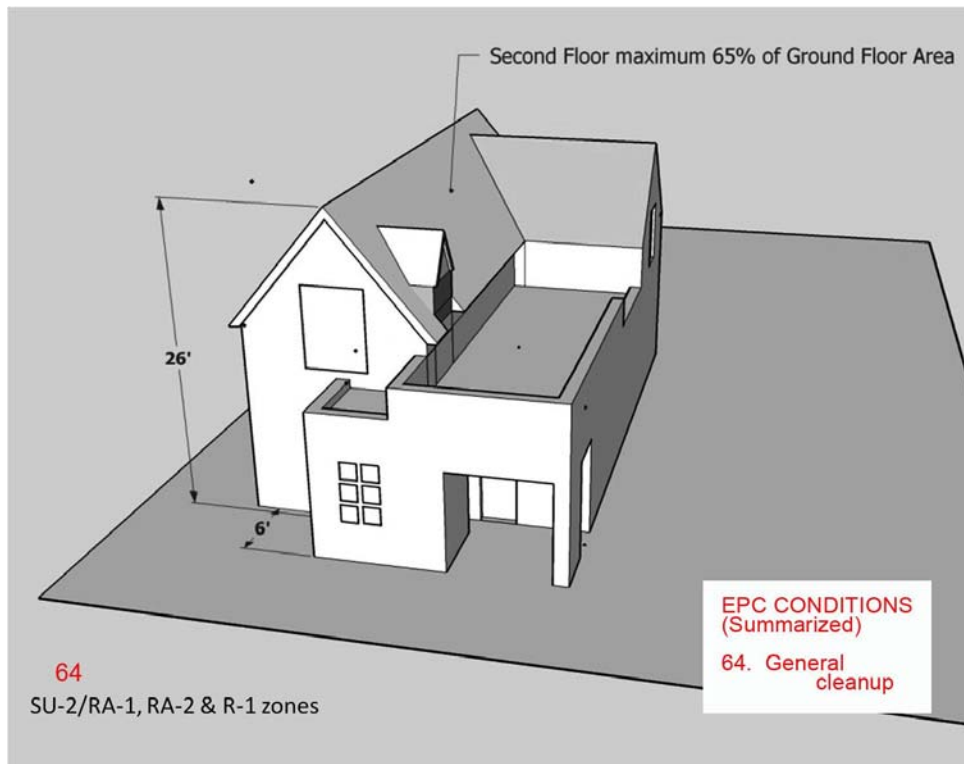 Second Floor maximum 65% of Ground Floor Area
26'
6'
EPC CONDITIONS
(Summarized)
64. General
cleanup
64
SU-2/RA-1, RA-2 & R-1 zones